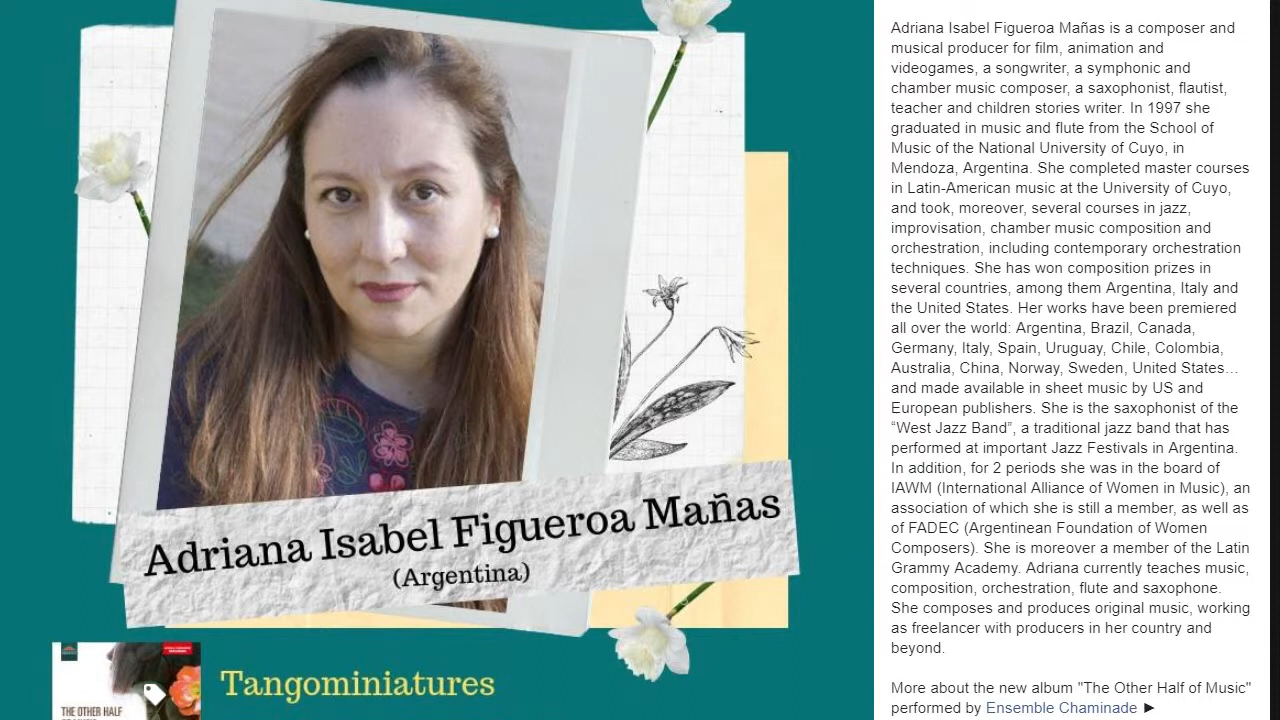 Adriana Isabel Figueroa Mañas
(Argentina)
Tangominiatures
THE OTHER HALF
Adriana Isabel Figueroa Mañas is a composer and
musical producer for film, animation and
videogames, a songwriter, a symphonic and
chamber music composer, a saxophonist, flautist,
teacher and children stories writer. In 1997 she
graduated in music and flute from the School of
Music of the National University of Cuyo, in
Mendoza, Argentina. She completed master courses
in Latin-American music at the University of Cuyo,
and took, moreover, several courses in jazz,
improvisation, chamber music composition and
orchestration, including contemporary orchestration
techniques. She has won composition prizes in
several countries, among them Argentina, Italy and
the United States. Her works have been premiered
all over the world: Argentina, Brazil, Canada,
Germany, Italy, Spain, Uruguay, Chile, Colombia,
Australia, China, Norway, Sweden, United States...
and made available in sheet music by US and
European publishers. She is the saxophonist of the
“West Jazz Band”, a traditional jazz band that has
performed at important Jazz Festivals in Argentina.
In addition, for 2 periods she was in the board of
IAWM (International Alliance of Women in Music), an
association of which she is still a member, as well as
of FADEC (Argentinean Foundation of Women
Composers). She is moreover a member of the Latin
Grammy Academy. Adriana currently teaches music,
composition, orchestration, flute and saxophone.
She composes and produces original music, working
as freelancer with producers in her country and
beyond.
More about the new album "The Other Half of Music"
performed by Ensemble Chaminade ►